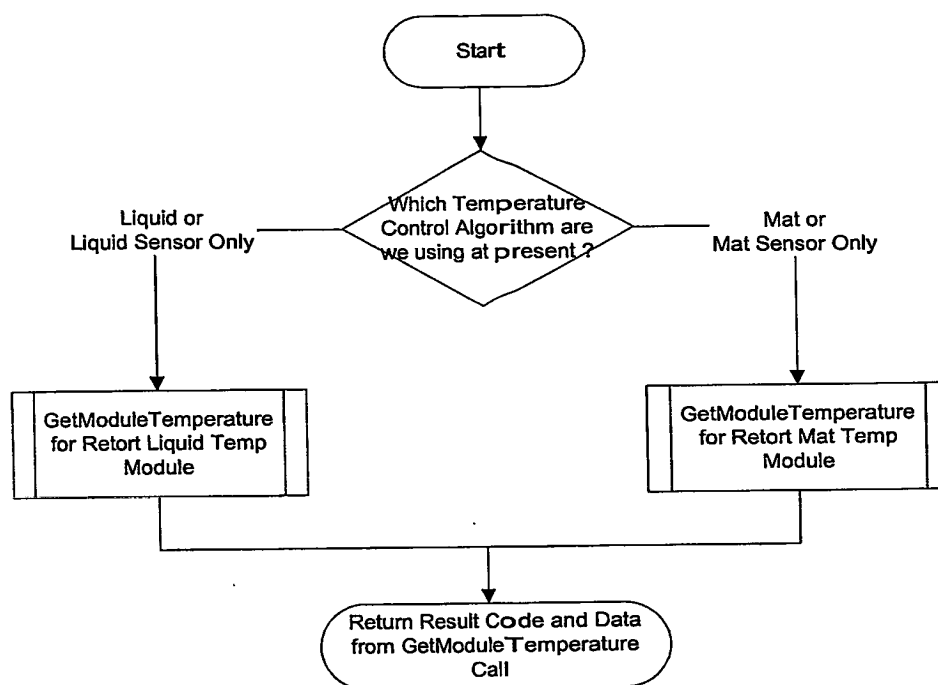 Start
Which Temperature
Control Algorithm are
we using at present ?
Liquid or
Liquid Sensor Only
Mat or
Mat Sensor Only
GetModuleTemperature
for Retort Liquid Temp
Module
GetModuleTemperature
for Retort Mat Temp
Module
Return Result Code and Data
from GetModuleTemperature
Call